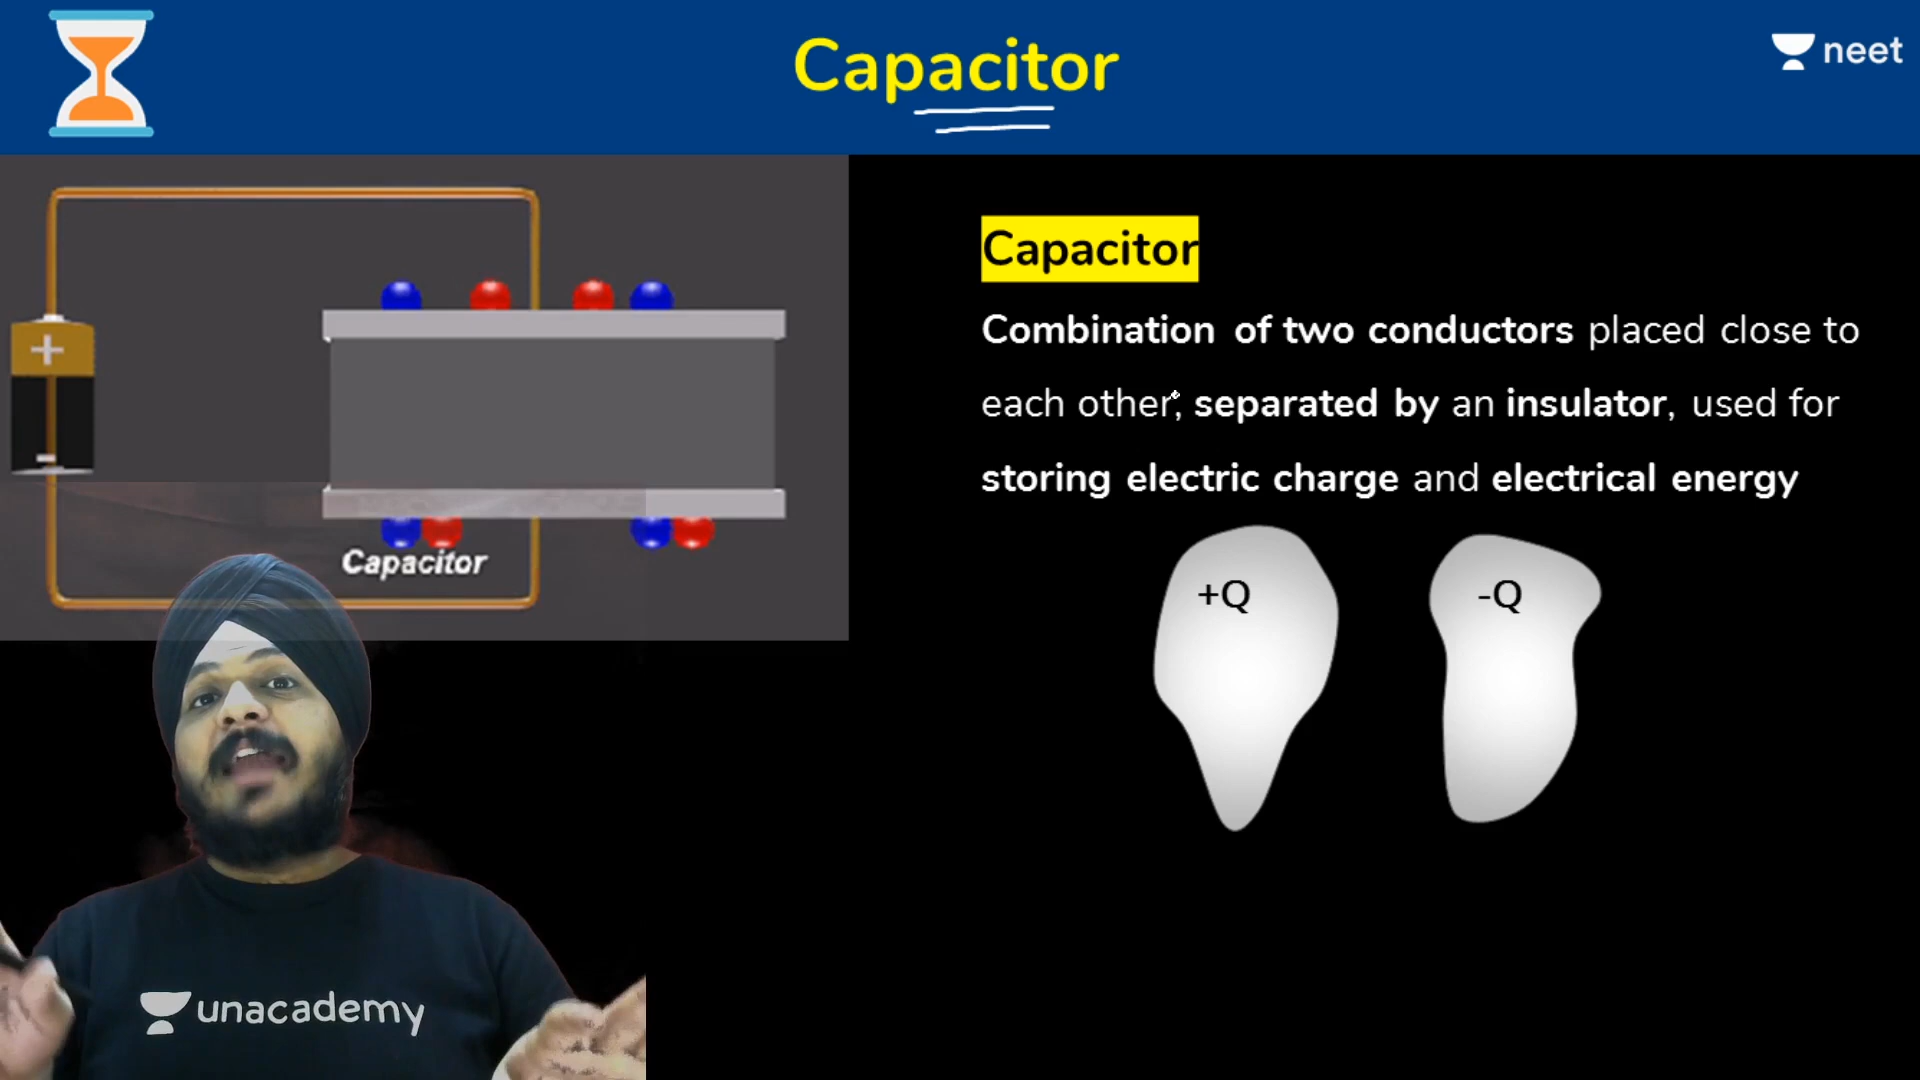 Capacitor
neet
+
-
Capacitor
Capacitor
Combination of two conductors placed close to
each other, separated by an insulator, used for
storing electric charge and electrical energy
+Q
-Q
unacademy